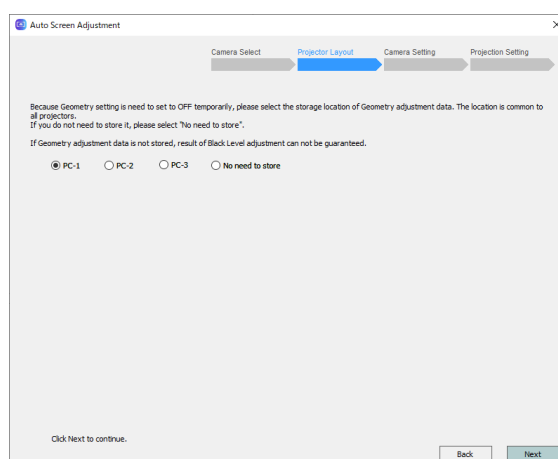 Auto Screen Adjustment
Camera Select
Projector Layout
Camera Setting
Projection Setting
Because Geometry setting is need to set to OFF temporarily, please select the storage location of Geometry adjustment data. The location is common to
all projectors.
If you do not need to store it, please select "No need to store".
If Geometry adjustment data is not stored, result of Black Level adjustment can not be guaranteed.
PC-1
PC-2
PC-3
No need to store
Click Next to continue.
Back
Next